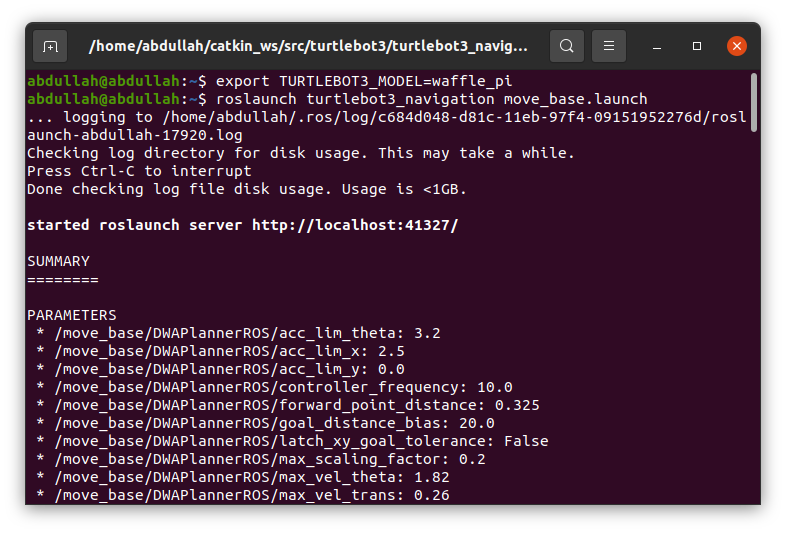 /home/abdullah/catkin_ws/src/turtlebot3/turtlebot3_navig...
abdullah@abdullah:~$ export TURTLEBOT3_MODEL=waffle_pi
abdullah@abdullah:~$ roslaunch turtlebot3_navigation move_base.launch
... logging to /home/abdullah/.ros/log/c684d048-d81c-11eb-97f4-09151952276d/rosl
aunch-abdullah-17920.log
Checking log directory for disk usage. This may take a while.
Press Ctrl-C to interrupt
Done checking log file disk usage. Usage is <1GB.
started roslaunch server http://localhost:41327/
SUMMARY
========
PARAMETERS
 * /move_base/DWAPlannerROS/acc_lim_theta: 3.2
 * /move_base/DWAPlannerROS/acc_lim_x: 2.5
 * /move_base/DWAPlannerROS/acc_lim_y: 0.0
 * /move_base/DWAPlannerROS/controller_frequency: 10.0
 * /move_base/DWAPlannerROS/forward_point_distance: 0.325
 * /move_base/DWAPlannerROS/goal_distance_bias: 20.0
 * /move_base/DWAPlannerROS/latch_xy_goal_tolerance: False
 * /move_base/DWAPlannerROS/max_scaling_factor: 0.2
 * /move_base/DWAPlannerROS/max_vel_theta: 1.82
 * /move_base/DWAPlannerROS/max_vel_trans: 0.26